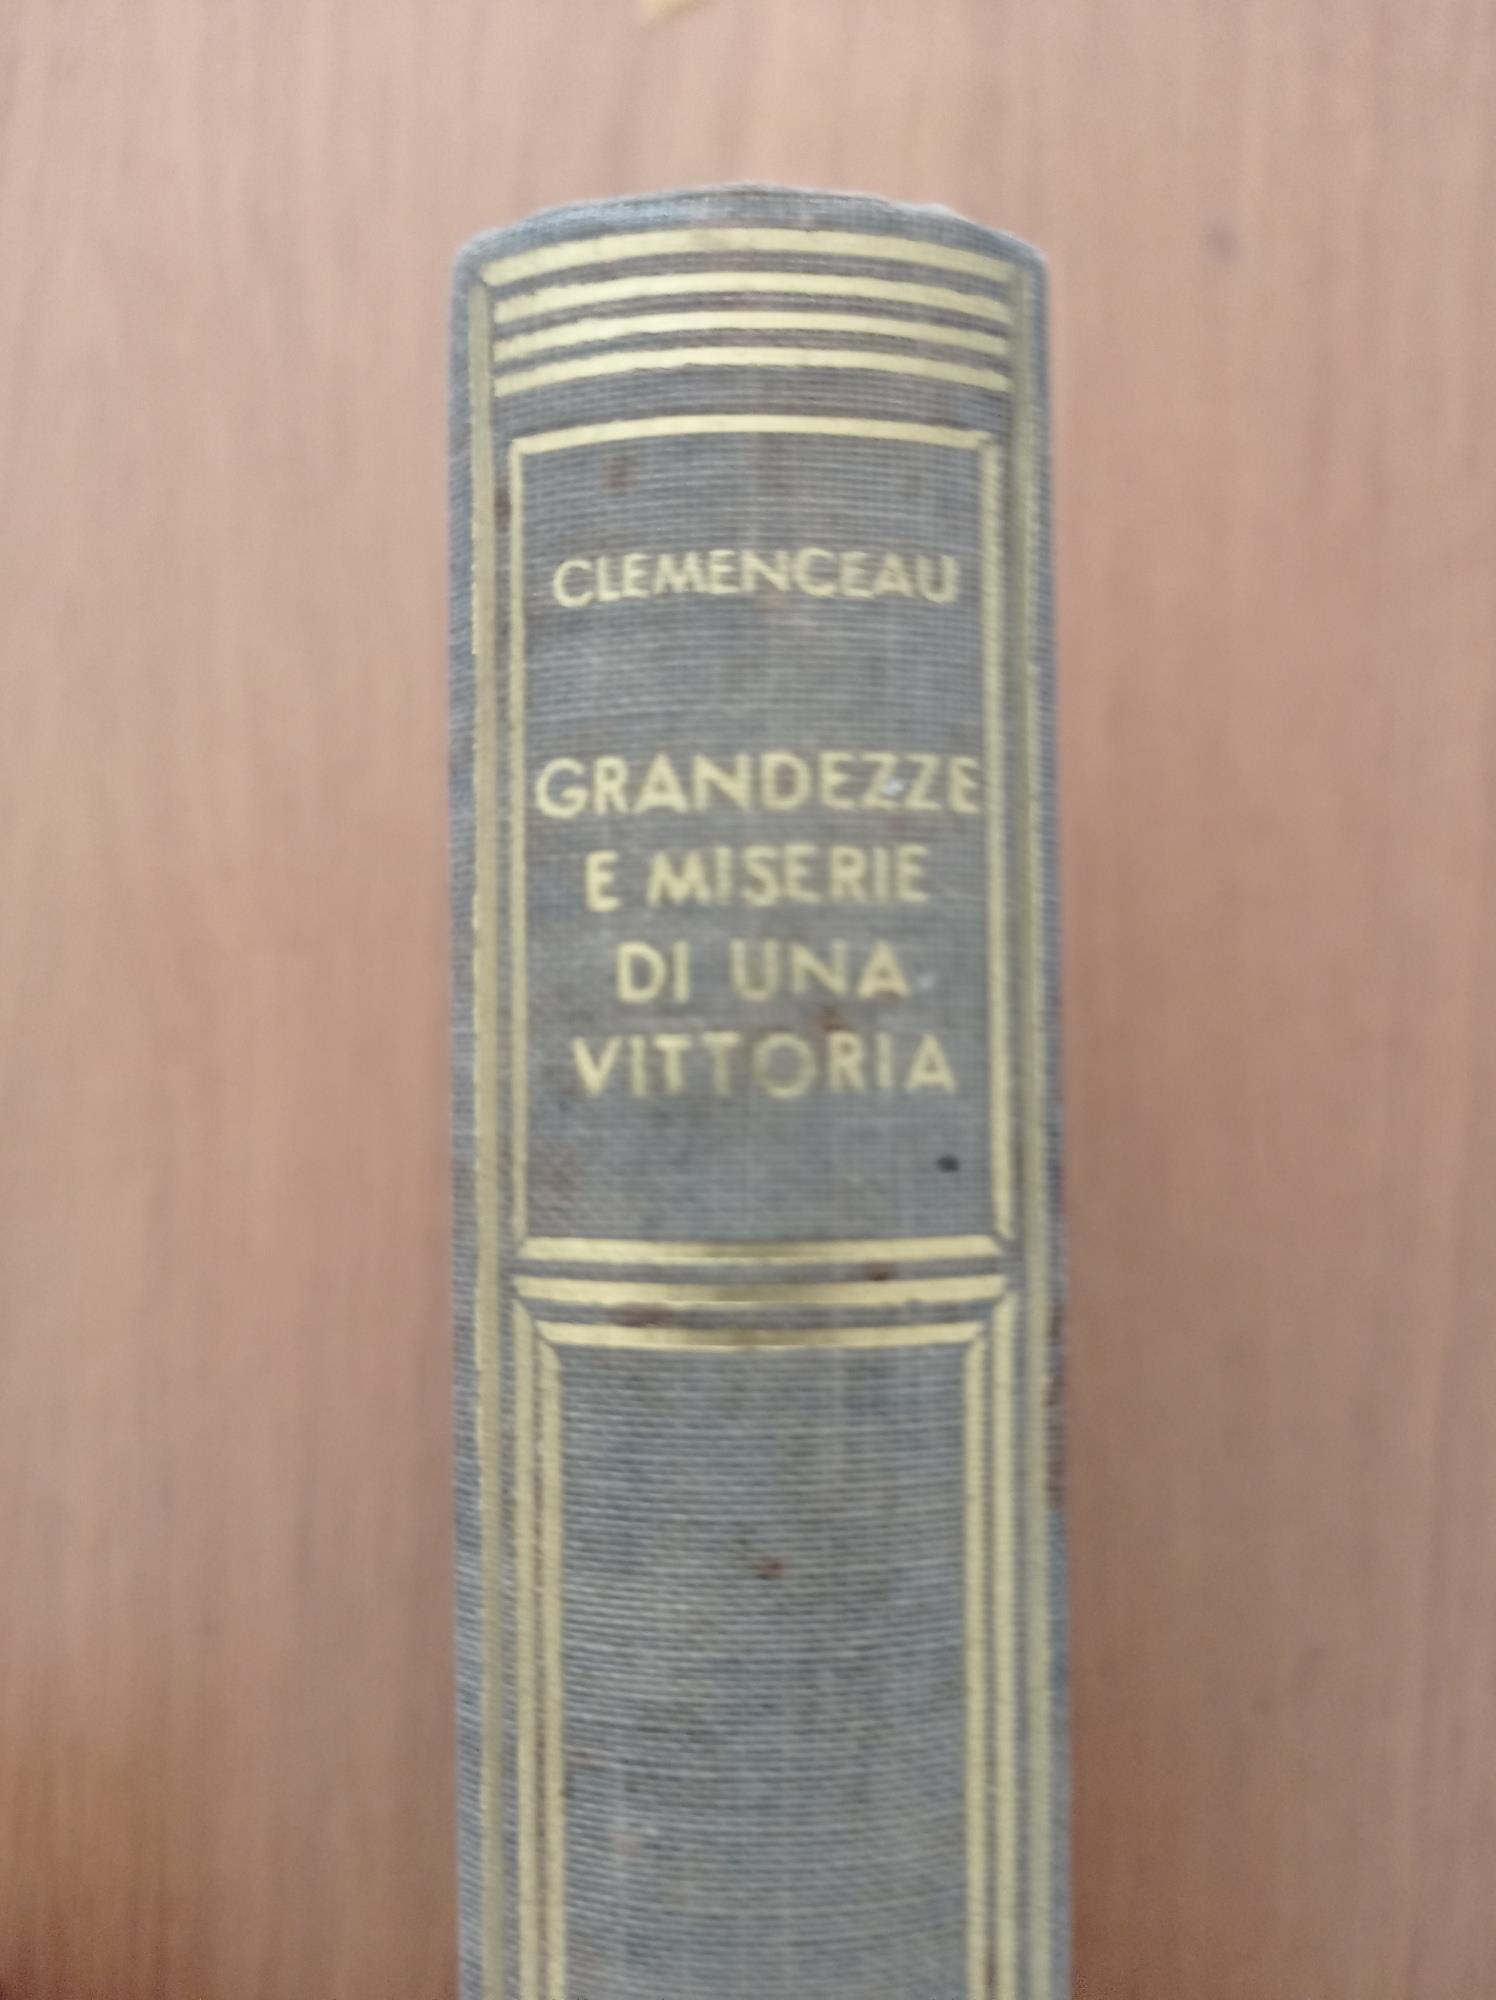 CLEMENCEAU
GRANDEZZE
E MISERIE
DI UNA
VITTORIA